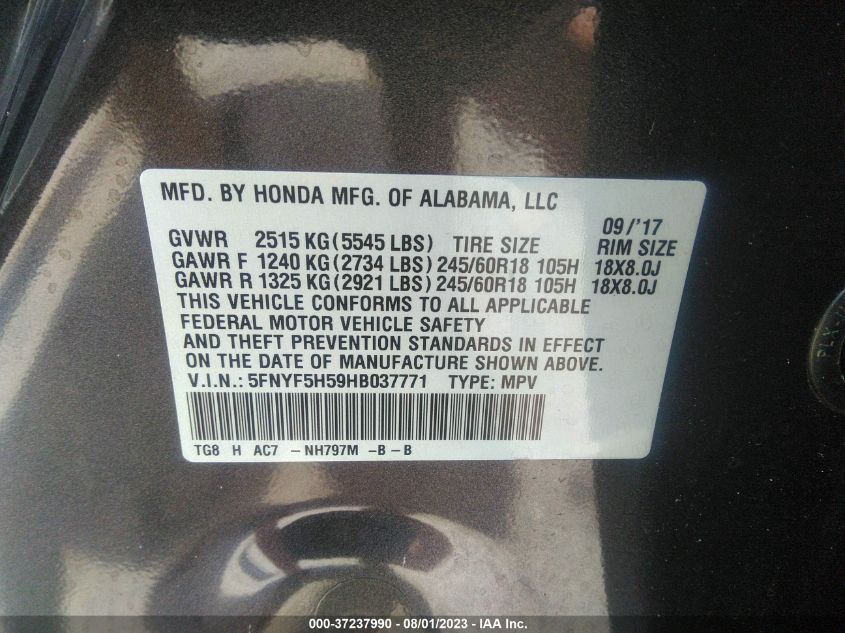 MFD. BY HONDA MFG. OF ALABAMA, LLC
09/'17
GVWR 2515 KG (5545 LBS) TIRE SIZE RIM SIZE
GAWR F 1240 KG (2734 LBS) 245/60R18 105H 18X8.0J
GAWR R 1325 KG (2921 LBS) 245/60R18 105H 18X8.0J
THIS VEHICLE CONFORMS TO ALL APPLICABLE
FEDERAL MOTOR VEHICLE SAFETY
AND THEFT PREVENTION STANDARDS IN EFFECT
ON THE DATE OF MANUFACTURE SHOWN ABOVE.
V.I.N.: 5FNYF5H59HB037771 TYPE: MPV
TG8 H AC7 -NH797M -B-B
000-37237990 - 08/01/2023 - IAA Inc.